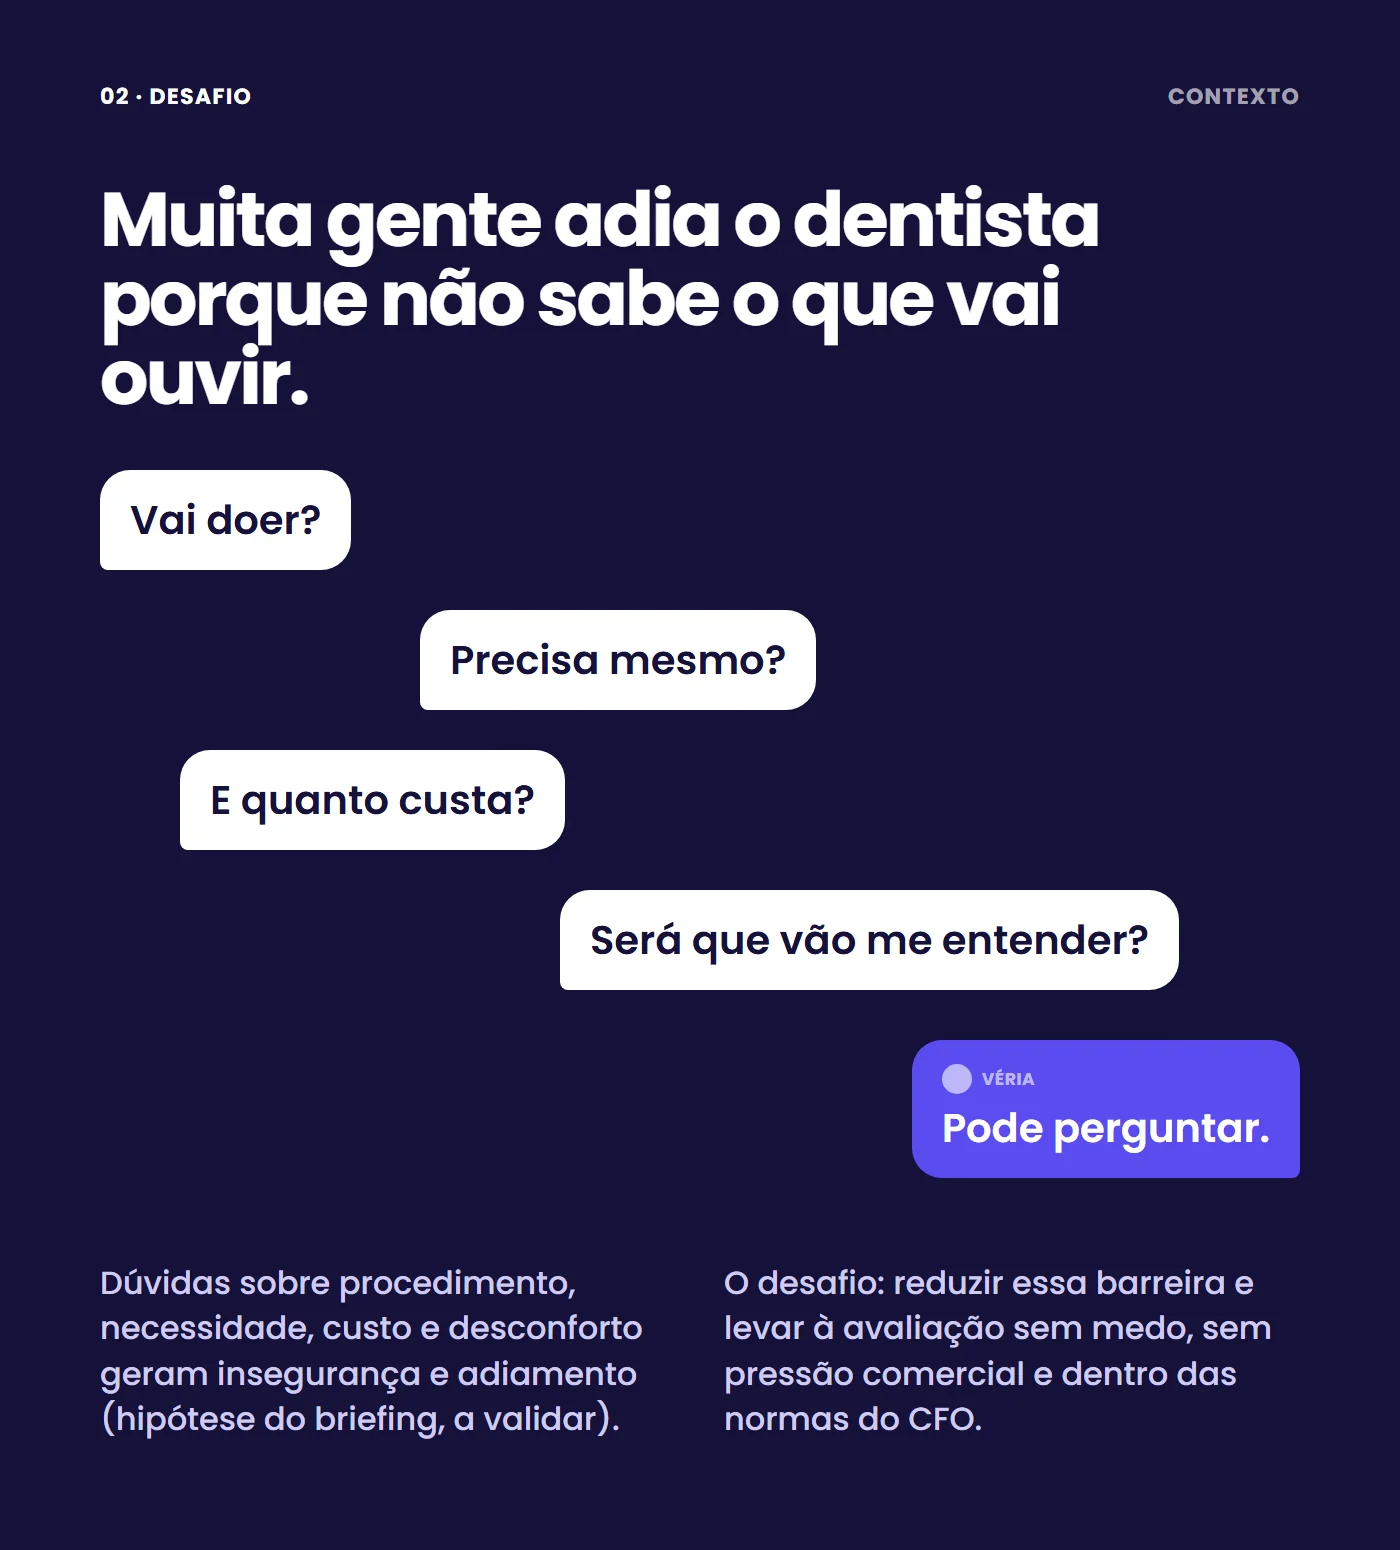 02 · DESAFIO
CONTEXTO
Muita gente adia o dentista
porque não sabe o que vai
ouvir.
Vai doer?
Precisa mesmo?
E quanto custa?
Será que vão me entender?
VÉRIA
Pode perguntar.
Dúvidas sobre procedimento,
necessidade, custo e desconforto
geram insegurança e adiamento
(hipótese do briefing, a validar).
O desafio: reduzir essa barreira e
levar à avaliação sem medo, sem
pressão comercial e dentro das
normas do CFO.